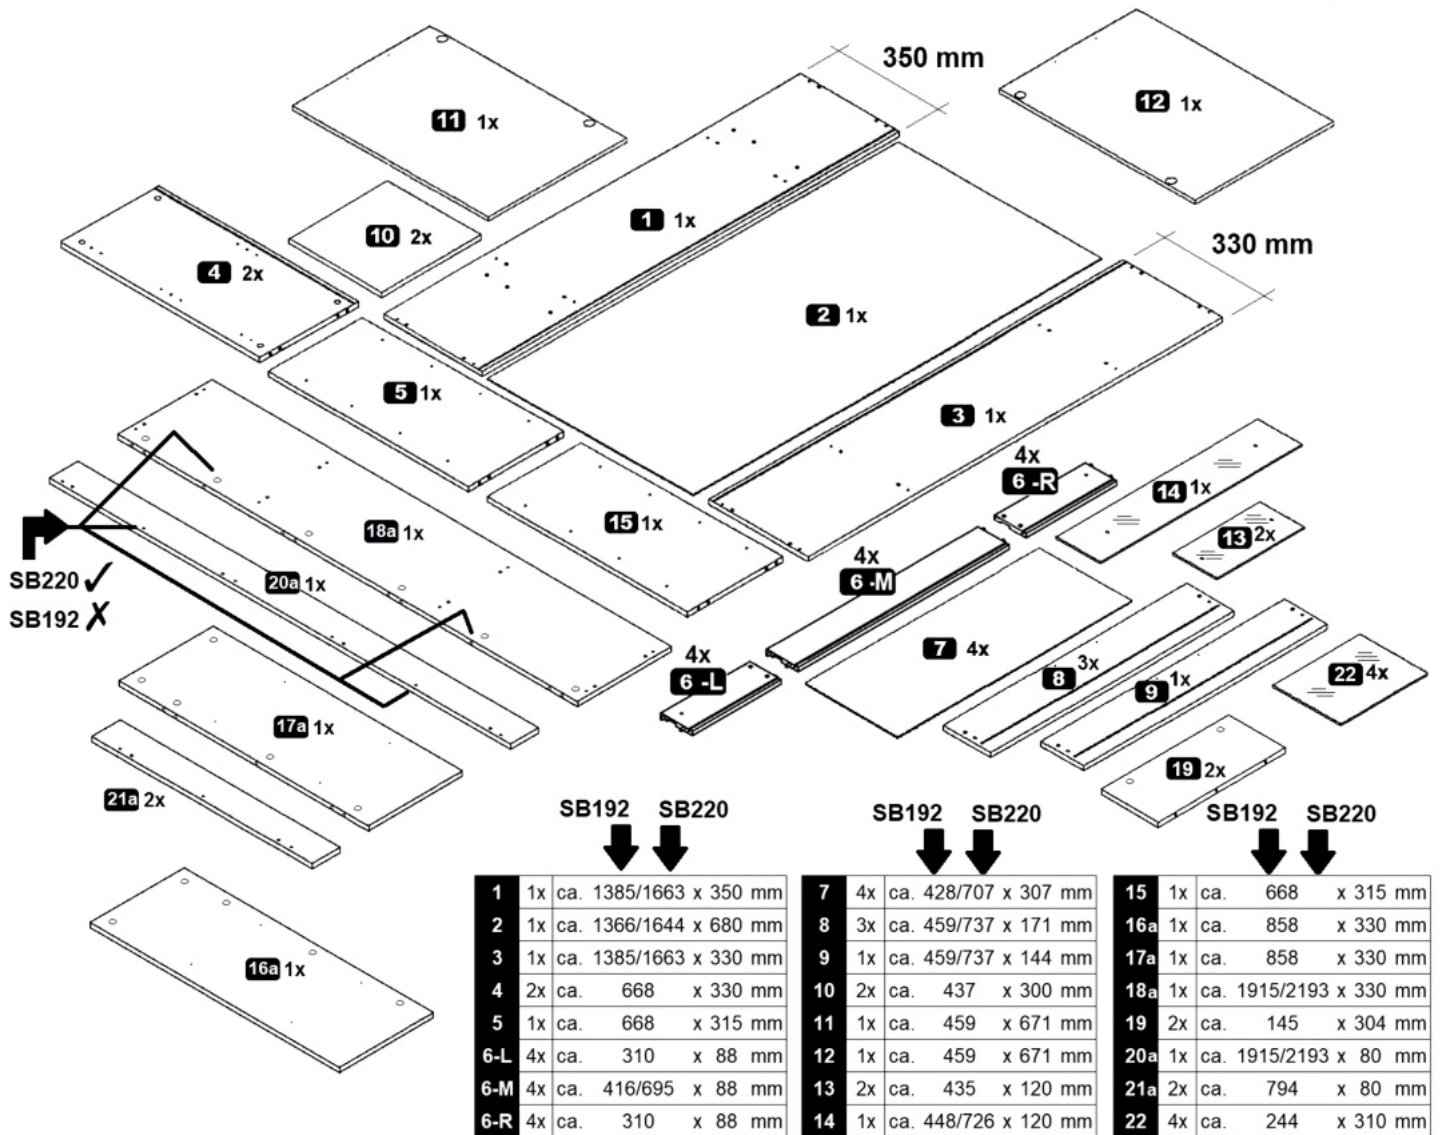 350 mm
11 1x
12 1x
1 1x
10 2x
4 2x
330 mm
2 1x
5 1x
3 1x
4x
6 -R
14 1x
15 1x
18a 1x
13 2x
4x
6 -M
SB220 ✓
SB192 ✗
20a 1x
7 4x
4x
6 -L
8 3x
9 1x
22 4x
17a 1x
19 2x
21a 2x
16a 1x
SB192 SB220
1 1x ca. 1385/1663 x 350 mm
2 1x ca. 1366/1644 x 680 mm
3 1x ca. 1385/1663 x 330 mm
4 2x ca. 668 x 330 mm
5 1x ca. 668 x 315 mm
6-L 4x ca. 310 x 88 mm
6-M 4x ca. 416/695 x 88 mm
6-R 4x ca. 310 x 88 mm
SB192 SB220
7 4x ca. 428/707 x 307 mm
8 3x ca. 459/737 x 171 mm
9 1x ca. 459/737 x 144 mm
10 2x ca. 437 x 300 mm
11 1x ca. 459 x 671 mm
12 1x ca. 459 x 671 mm
13 2x ca. 435 x 120 mm
14 1x ca. 448/726 x 120 mm
SB192 SB220
15 1x ca. 668 x 315 mm
16a 1x ca. 858 x 330 mm
17a 1x ca. 858 x 330 mm
18a 1x ca. 1915/2193 x 330 mm
19 2x ca. 145 x 304 mm
20a 1x ca. 1915/2193 x 80 mm
21a 2x ca. 794 x 80 mm
22 4x ca. 244 x 310 mm